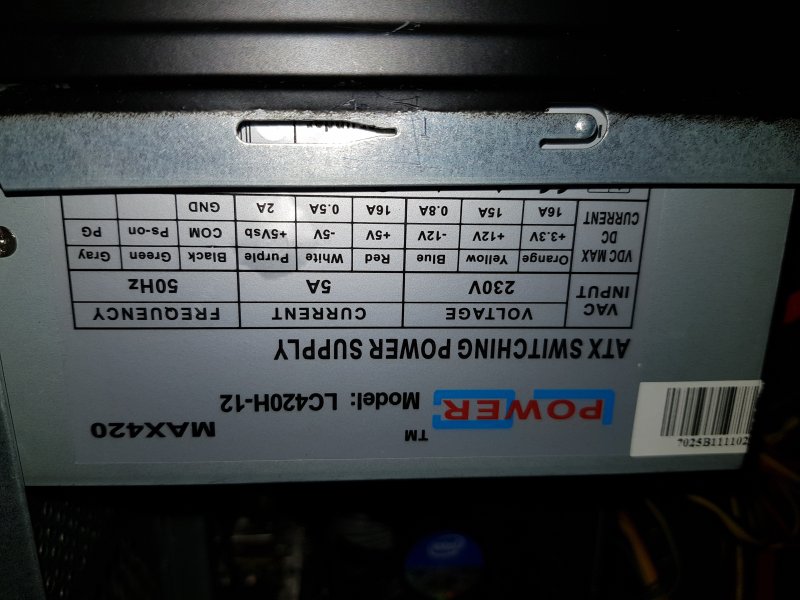 7025B111102
POWER
TM
Model: LC420H-12
MAX420
ATX SWITCHING POWER SUPPLY
VAC INPUT
VOLTAGE
CURRENT
FREQUENCY
230V
5A
50Hz
VDC MAX
DC
CURRENT
Orange Yellow Blue Red White Purple Black Green Gray
+3.3V +12V -12V +5V -5V +5Vsb COM Ps-on PG
16A 15A 0.8A 16A 0.5A 2A GND
intel